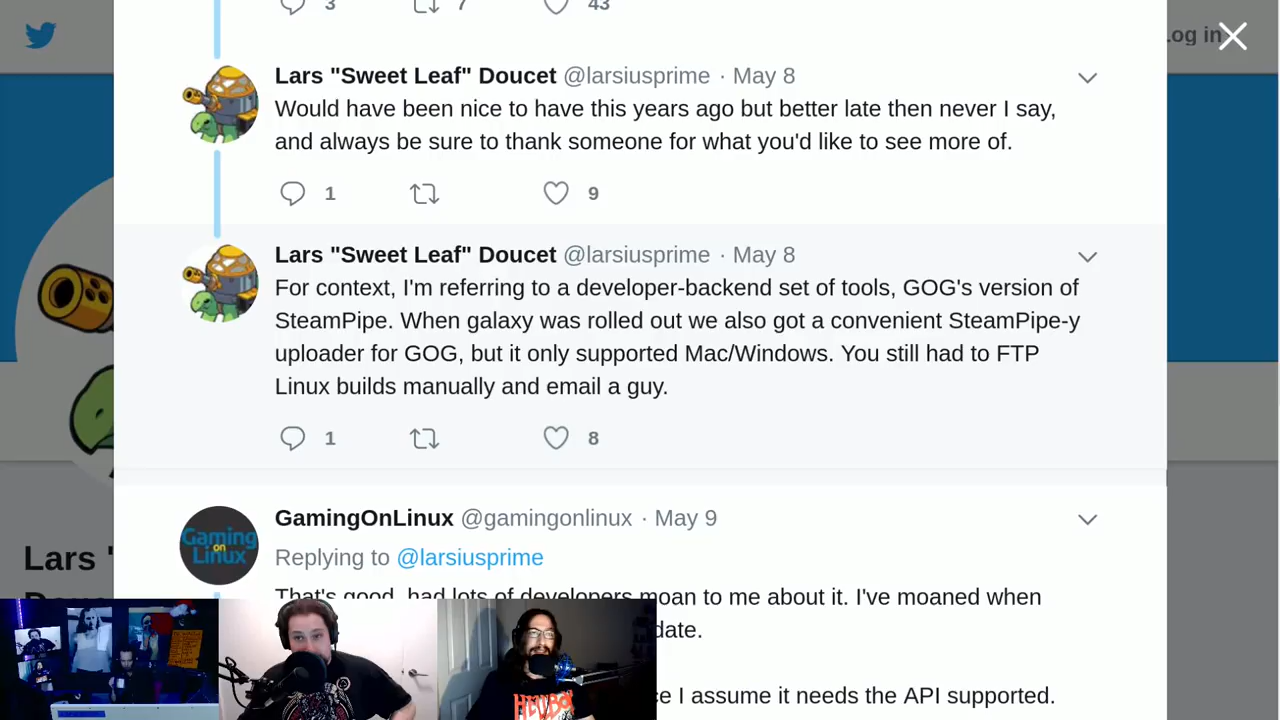 3 7 43
Log in
Lars "Sweet Leaf" Doucet @larsiusprime · May 8
Would have been nice to have this years ago but better late then never I say,
and always be sure to thank someone for what you'd like to see more of.
1 9
Lars "Sweet Leaf" Doucet @larsiusprime · May 8
For context, I'm referring to a developer-backend set of tools, GOG's version of
SteamPipe. When galaxy was rolled out we also got a convenient SteamPipe-y
uploader for GOG, but it only supported Mac/Windows. You still had to FTP
Linux builds manually and email a guy.
1 8
Gaming
on
Linux
GamingOnLinux @gamingonlinux · May 9
Replying to @larsiusprime
That's good, had lots of developers moan to me about it. I've moaned when
Lars "
date.
I assume it needs the API supported.
HELLBOY